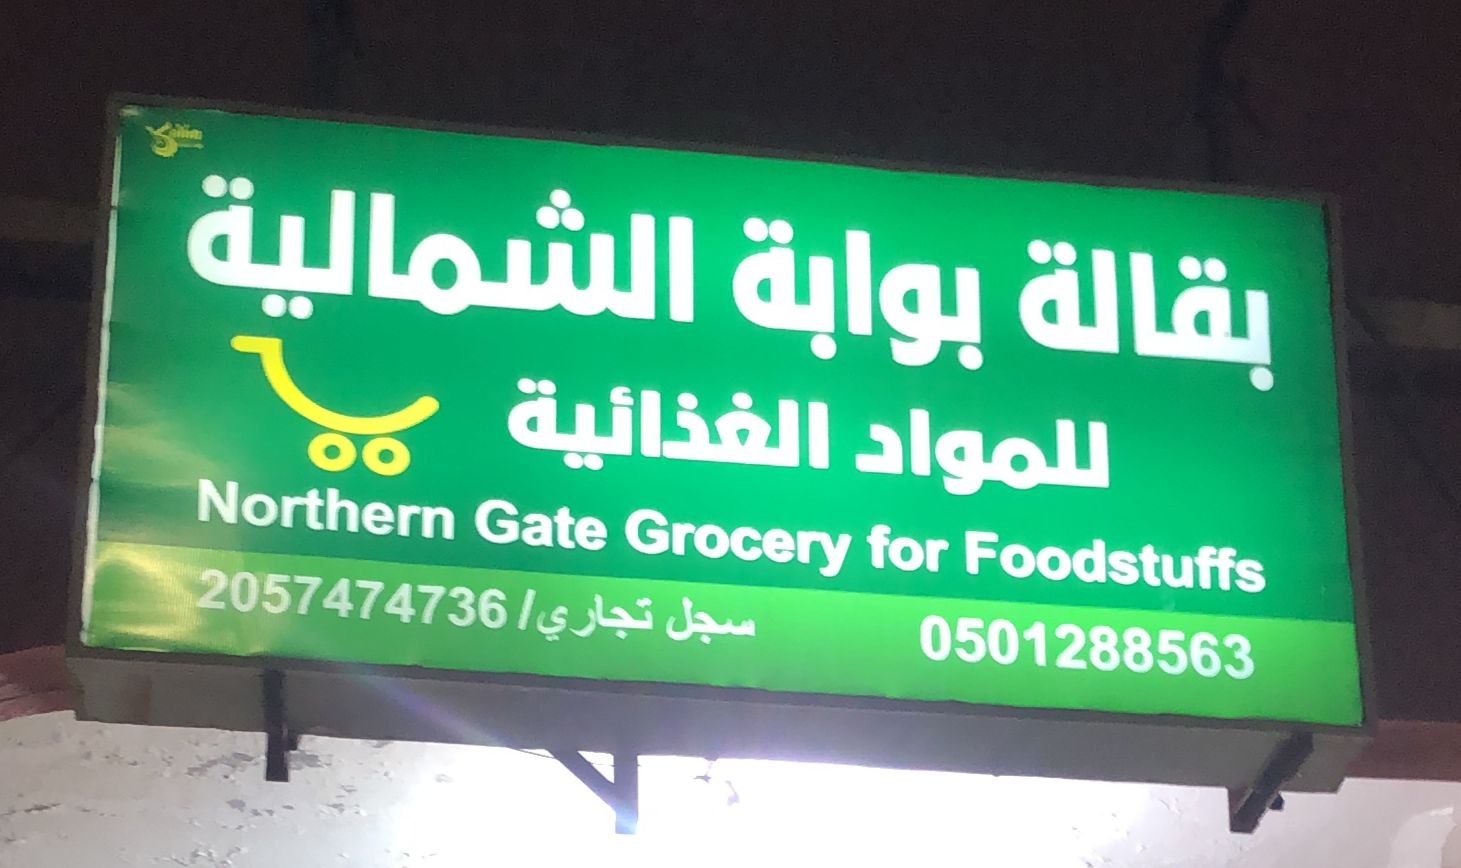 بقالة بوابة الشمالية
للمواد الغذائية
Northern Gate Grocery for Foodstuffs
سجل تجاري/2057474736
0501288563